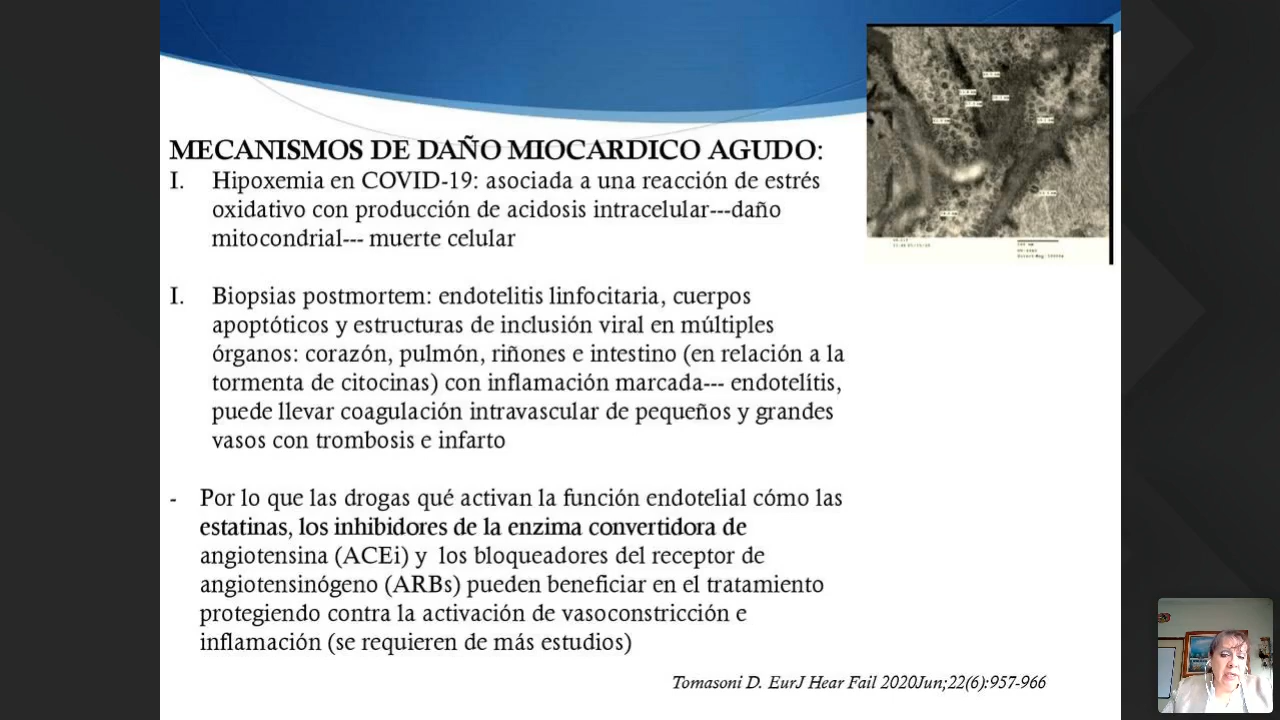 MECANISMOS DE DAÑO MIOCARDICO AGUDO:
I. Hipoxemia en COVID-19: asociada a una reacción de estrés
oxidativo con producción de acidosis intracelular---daño
mitocondrial--- muerte celular
I. Biopsias postmortem: endotelitis linfocitaria, cuerpos
apoptóticos y estructuras de inclusión viral en múltiples
órganos: corazón, pulmón, riñones e intestino (en relación a la
tormenta de citocinas) con inflamación marcada--- endotelítis,
puede llevar coagulación intravascular de pequeños y grandes
vasos con trombosis e infarto
- Por lo que las drogas qué activan la función endotelial cómo las
estatinas, los inhibidores de la enzima convertidora de
angiotensina (ACEi) y los bloqueadores del receptor de
angiotensinógeno (ARBs) pueden beneficiar en el tratamiento
protegiendo contra la activación de vasoconstricción e
inflamación (se requieren de más estudios)
Tomasoni D. EurJ Hear Fail 2020Jun;22(6):957-966